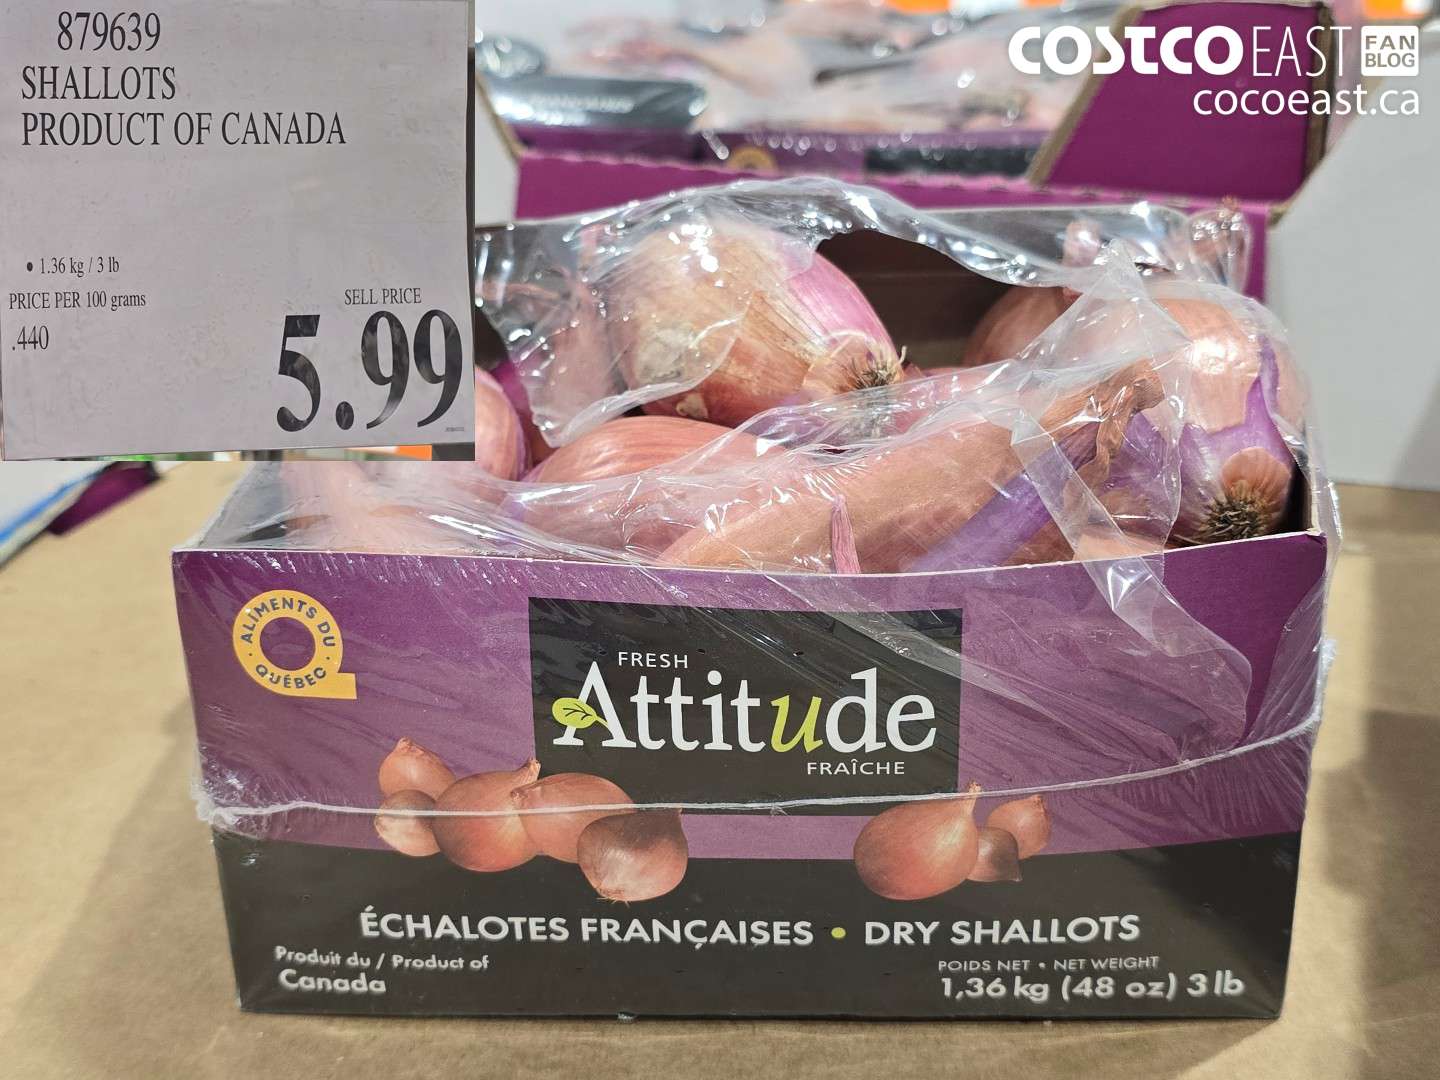 879639
SHALLOTS
PRODUCT OF CANADA
• 1.36 kg / 3 lb
PRICE PER 100 grams
.440
SELL PRICE
5.99
COSTCO EAST FAN BLOG
cocoeast.ca
ALIMENTS DU
QUÉBEC
FRESH
Attitude
FRAÎCHE
ÉCHALOTES FRANÇAISES • DRY SHALLOTS
Produit du / Product of
Canada
POIDS NET • NET WEIGHT
1,36 kg (48 oz) 3 lb